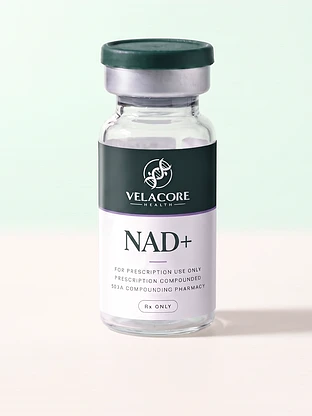 VELACORE
HEALTH
NAD+
FOR PRESCRIPTION USE ONLY
PRESCRIPTION COMPOUNDED
503A COMPOUNDING PHARMACY
Rx ONLY